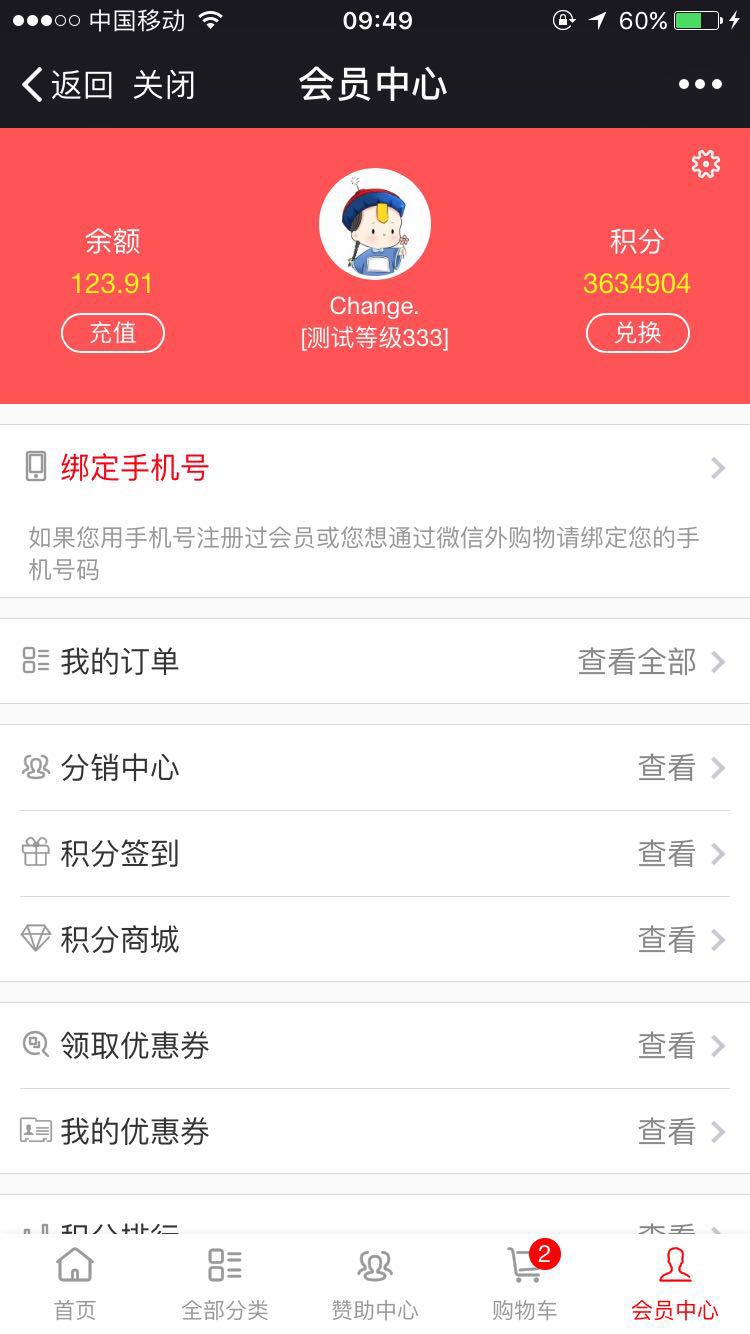 中国移动 09:49 60%
返回 关闭 会员中心
余额
123.91
充值
Change.
[测试等级333]
积分
3634904
兑换
绑定手机号
如果您用手机号注册过会员或您想通过微信外购物请绑定您的手
机号码
我的订单 查看全部
分销中心 查看
积分签到 查看
积分商城 查看
领取优惠券 查看
我的优惠券 查看
积分排行 查看
2
首页 全部分类 赞助中心 购物车 会员中心